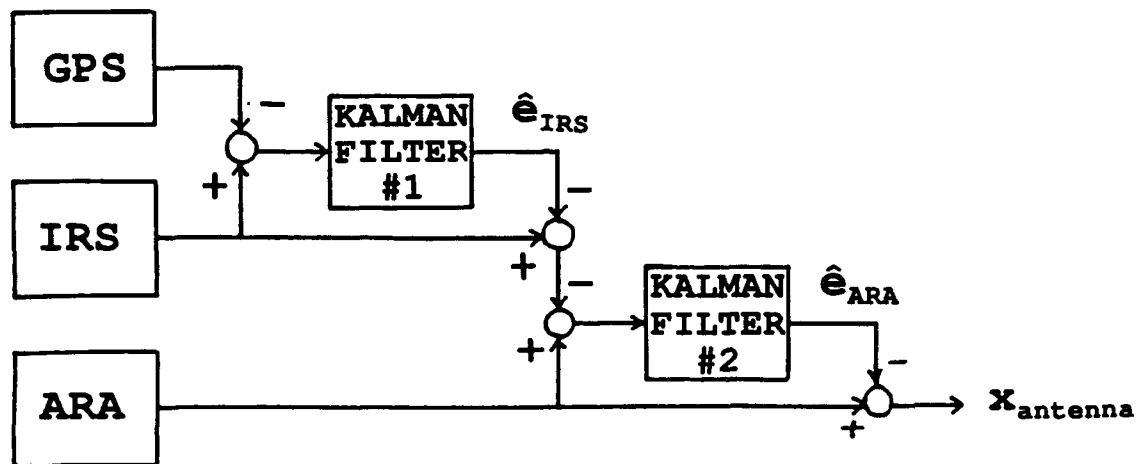 GPS
−
KALMAN
FILTER
#1
ê_IRS
+
−
IRS
+
−
KALMAN
FILTER
#2
ê_ARA
+
−
ARA
+
x_antenna